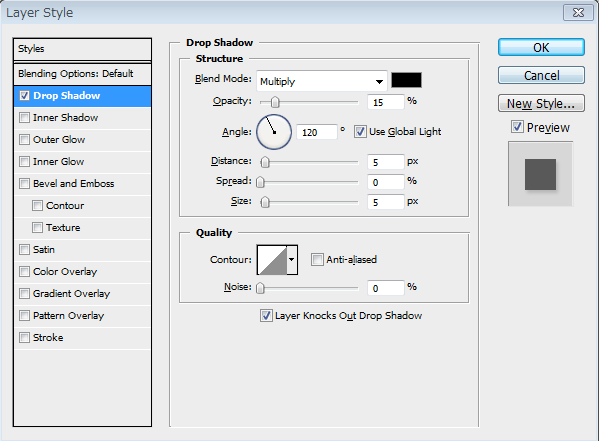 Layer Style
Styles
Blending Options: Default
Drop Shadow
Inner Shadow
Outer Glow
Inner Glow
Bevel and Emboss
Contour
Texture
Satin
Color Overlay
Gradient Overlay
Pattern Overlay
Stroke
Drop Shadow
Structure
Blend Mode: Multiply
Opacity: 15 %
Angle: 120 ° Use Global Light
Distance: 5 px
Spread: 0 %
Size: 5 px
Quality
Contour: Anti-aliased
Noise: 0 %
Layer Knocks Out Drop Shadow
OK
Cancel
New Style...
Preview